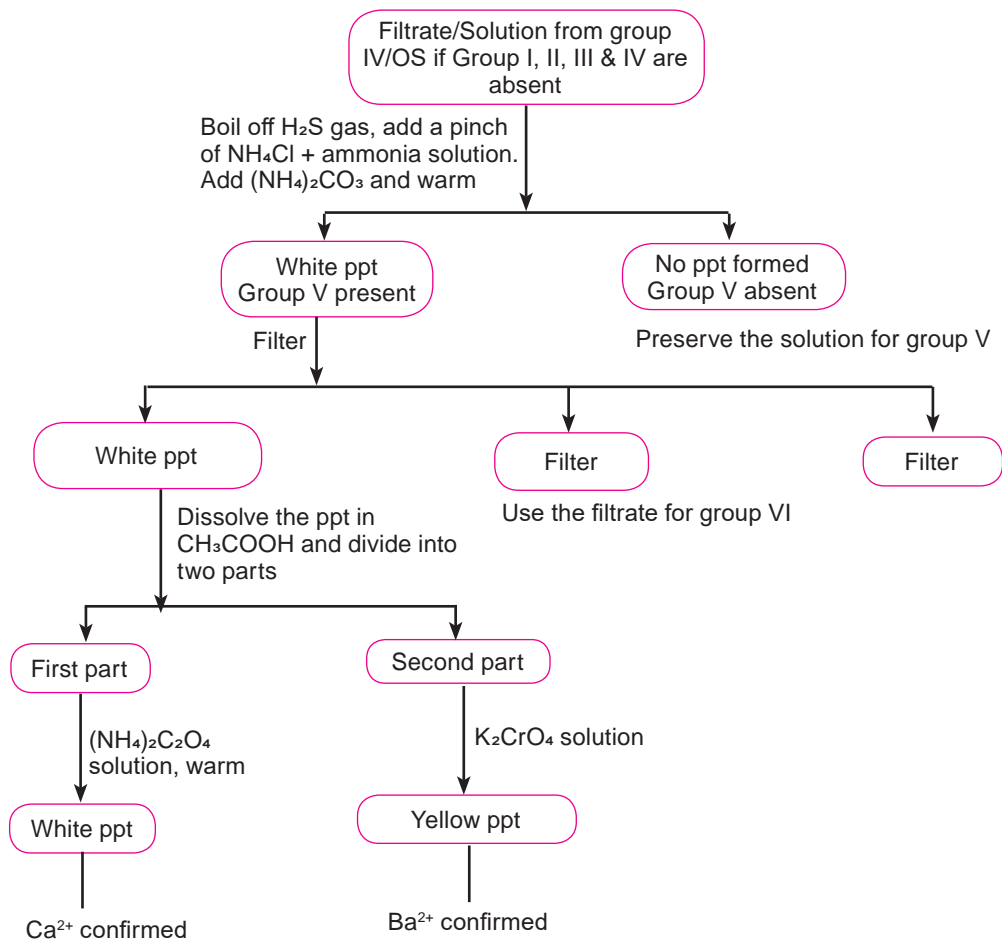 Filtrate/Solution from group
IV/OS if Group I, II, III & IV are
absent
Boil off H₂S gas, add a pinch
of NH₄Cl + ammonia solution.
Add (NH₄)₂CO₃ and warm
White ppt
Group V present
No ppt formed
Group V absent
Filter
Preserve the solution for group V
White ppt
Filter
Filter
Use the filtrate for group VI
Dissolve the ppt in
CH₃COOH and divide into
two parts
First part
Second part
(NH₄)₂C₂O₄
solution, warm
K₂CrO₄ solution
White ppt
Yellow ppt
Ca²⁺ confirmed
Ba²⁺ confirmed